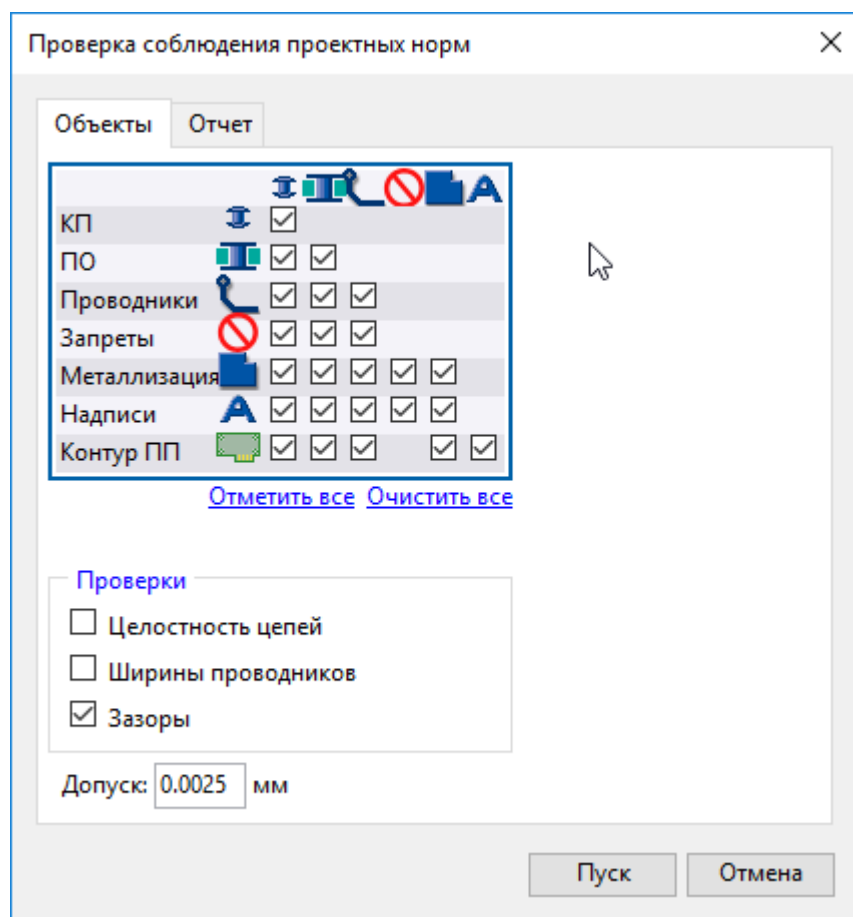 Проверка соблюдения проектных норм
Объекты Отчет
КП
ПО
Проводники
Запреты
Металлизация
Надписи
Контур ПП
Отметить все Очистить все
Проверки
Целостность цепей
Ширины проводников
Зазоры
Допуск: 0.0025 мм
Пуск Отмена